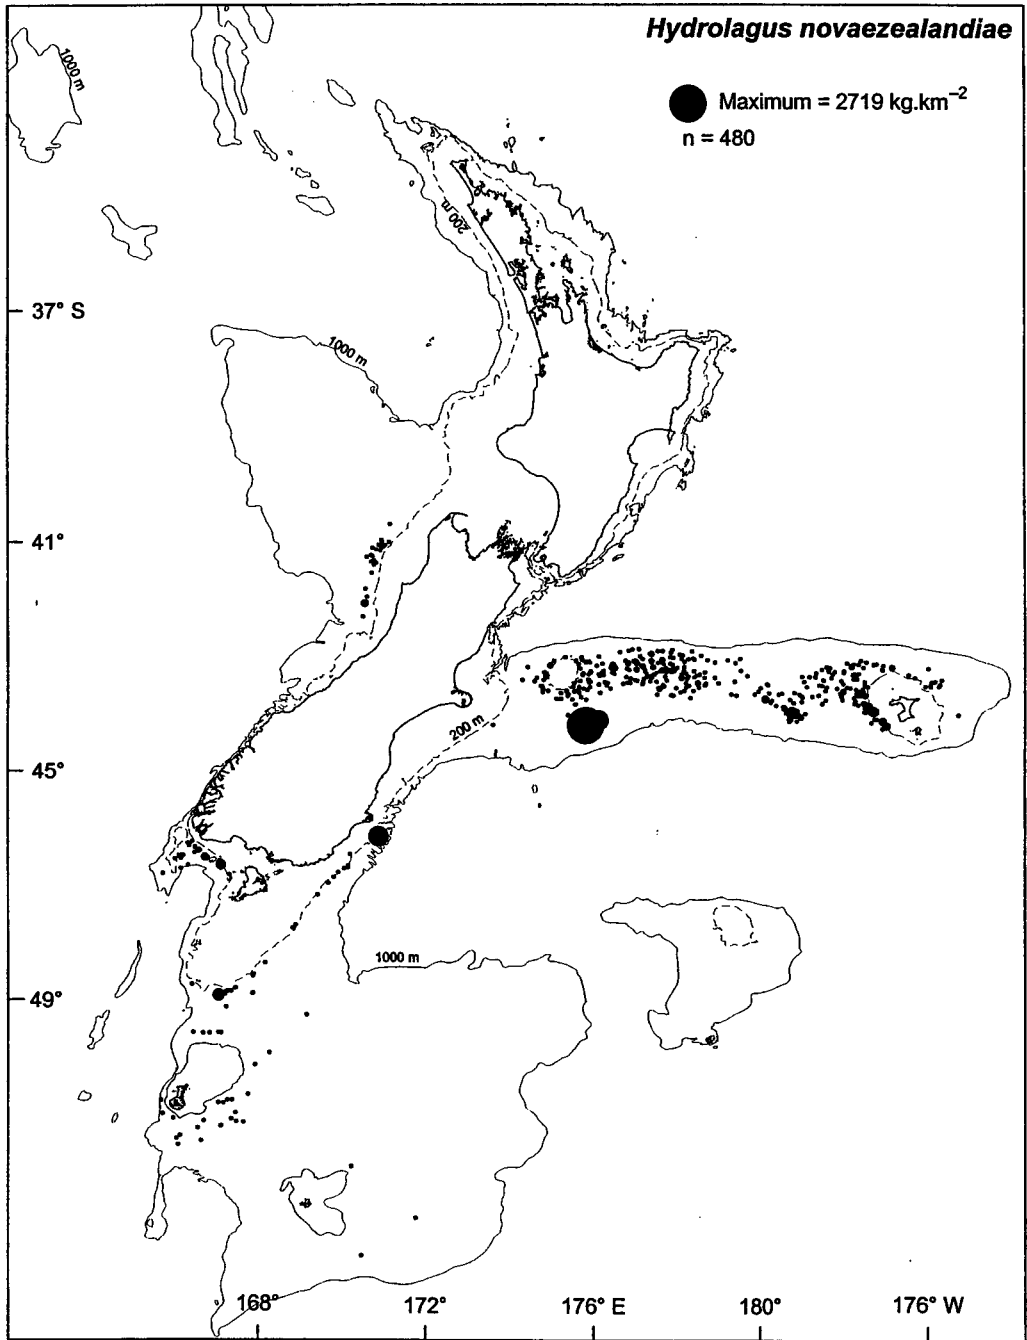 Hydrolagus novaezealandiae
Maximum = 2719 kg.km⁻²
n = 480
1000 m
200 m
37° S
1000 m
41°
200 m
45°
1000 m
49°
168°
172°
176° E
180°
176° W